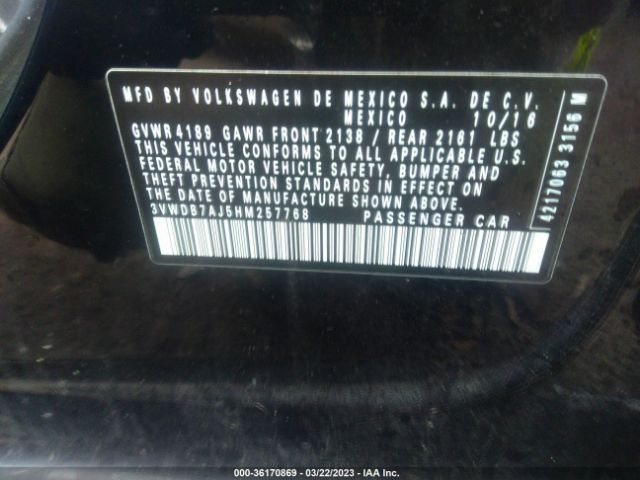 MFD BY VOLKSWAGEN DE MEXICO S.A. DE C.V.
MEXICO 10/16
GVWR 4189 GAWR FRONT 2138 / REAR 2161 LBS
THIS VEHICLE CONFORMS TO ALL APPLICABLE U.S.
FEDERAL MOTOR VEHICLE SAFETY, BUMPER AND
THEFT PREVENTION STANDARDS IN EFFECT ON
THE DATE OF MANUFACTURE SHOWN ABOVE.
3VWDB7AJ5HM257768 PASSENGER CAR
4217063 3156 M
000-36170869 - 03/22/2023 - IAA Inc.